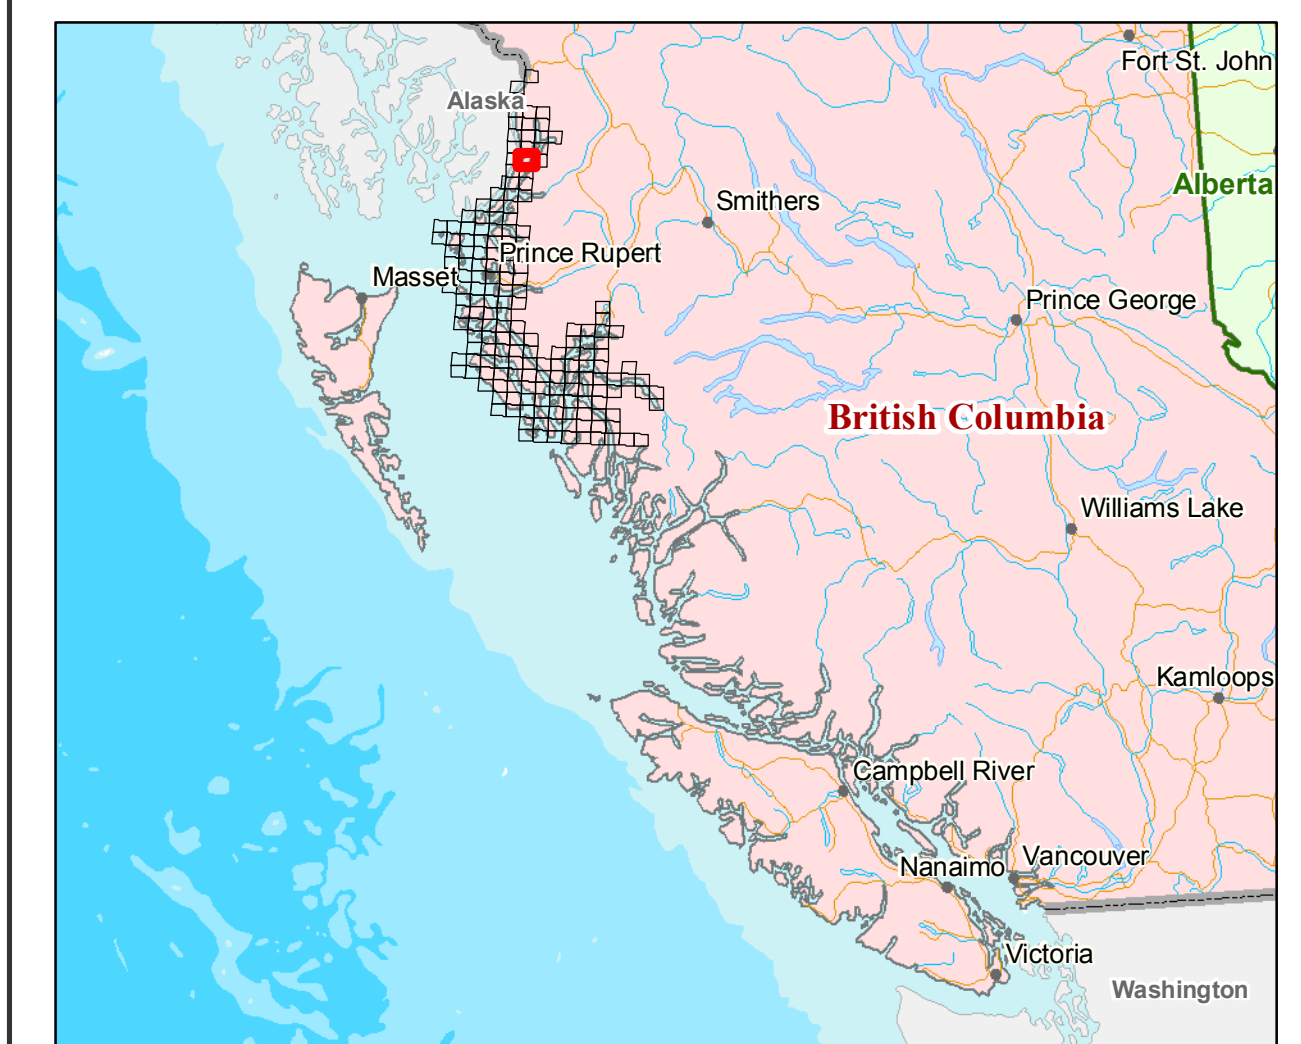 Fort St. John
Alaska
Alberta
Smithers
Prince Rupert
Masset
Prince George
British Columbia
Williams Lake
Kamloops
Campbell River
Vancouver
Nanaimo
Victoria
Washington